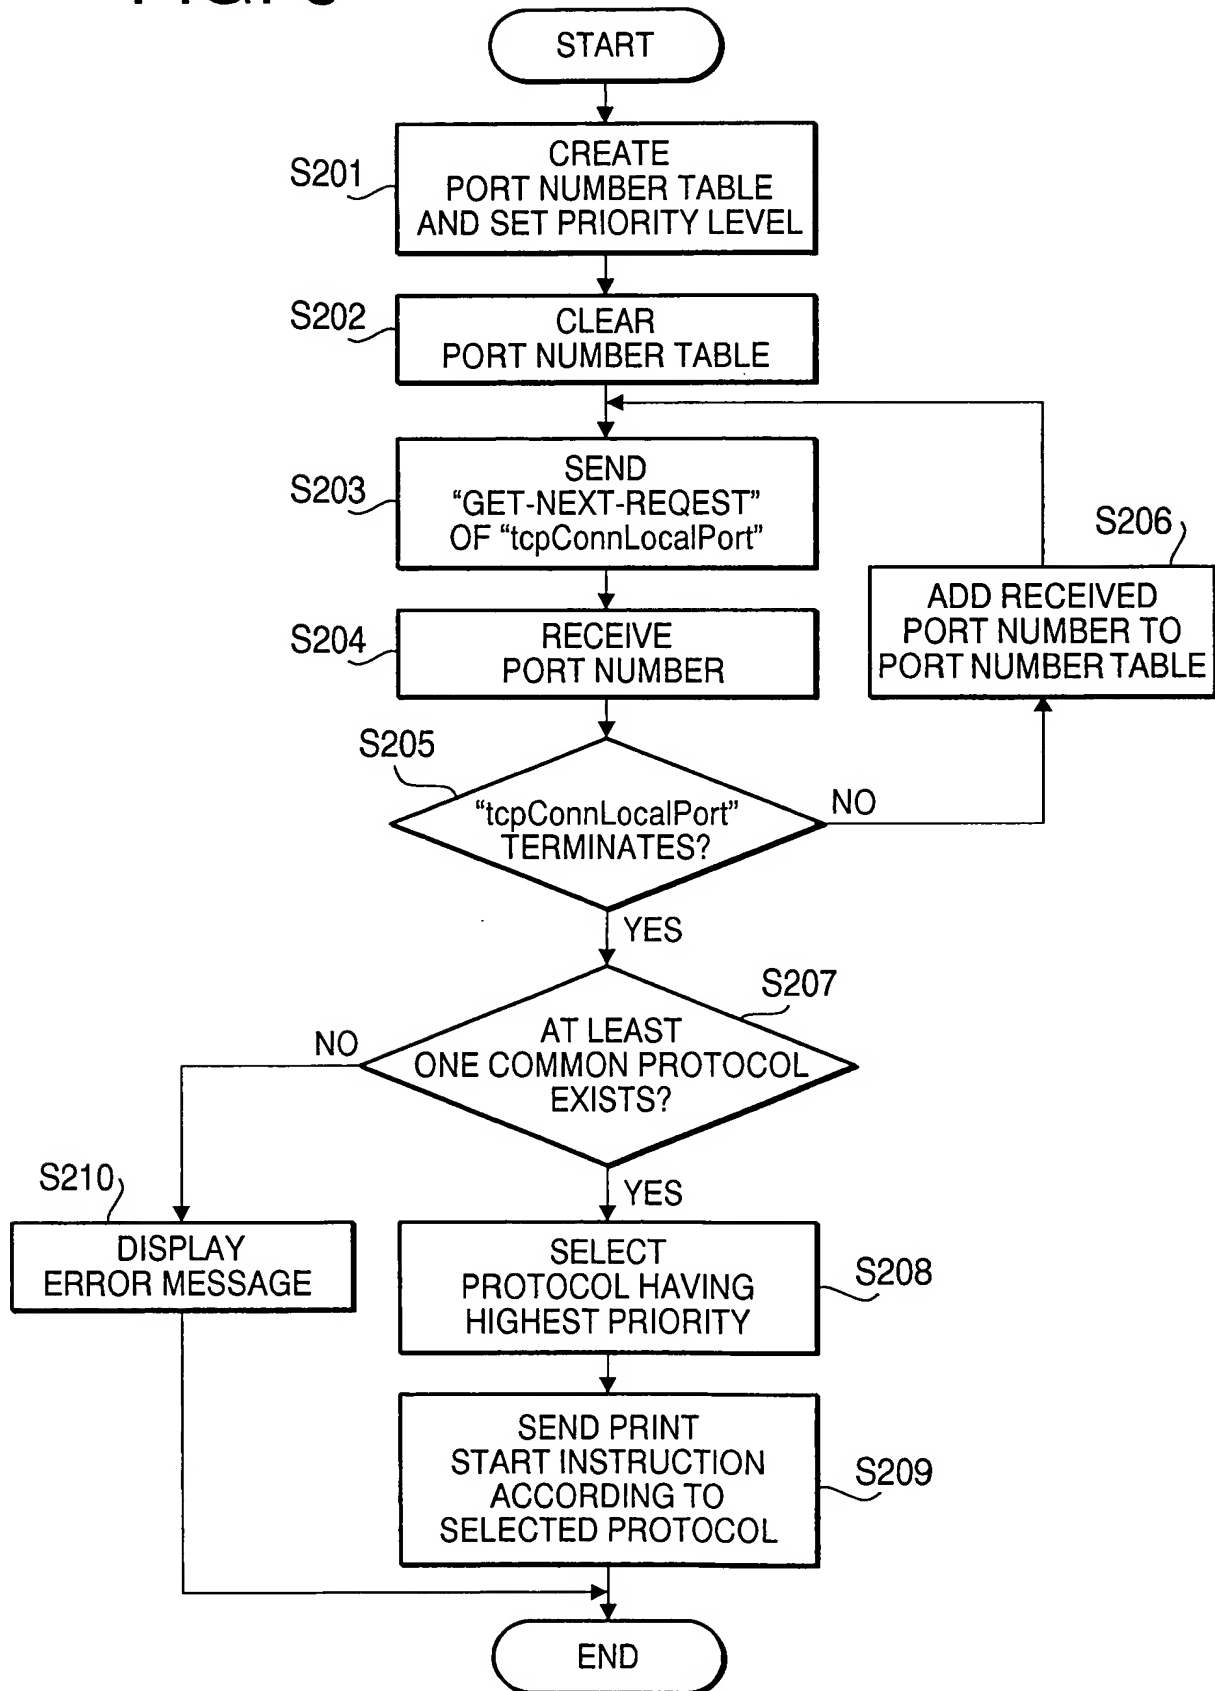 START
S201
CREATE
PORT NUMBER TABLE
AND SET PRIORITY LEVEL
S202
CLEAR
PORT NUMBER TABLE
S203
SEND
“GET-NEXT-REQEST”
OF “tcpConnLocalPort”
S206
ADD RECEIVED
PORT NUMBER TO
PORT NUMBER TABLE
S204
RECEIVE
PORT NUMBER
S205
“tcpConnLocalPort”
TERMINATES?
NO
YES
S207
AT LEAST
ONE COMMON PROTOCOL
EXISTS?
NO
YES
S210
DISPLAY
ERROR MESSAGE
SELECT
PROTOCOL HAVING
HIGHEST PRIORITY
S208
SEND PRINT
START INSTRUCTION
ACCORDING TO
SELECTED PROTOCOL
S209
END